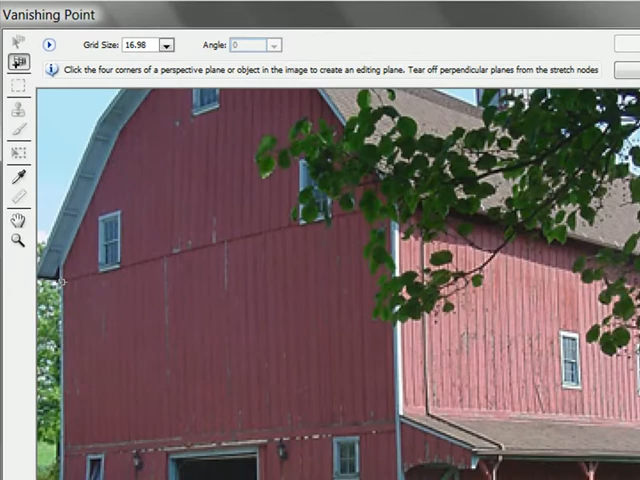 Vanishing Point
Grid Size: 16.98 Angle: 0
Click the four corners of a perspective plane or object in the image to create an editing plane. Tear off perpendicular planes from the stretch nodes